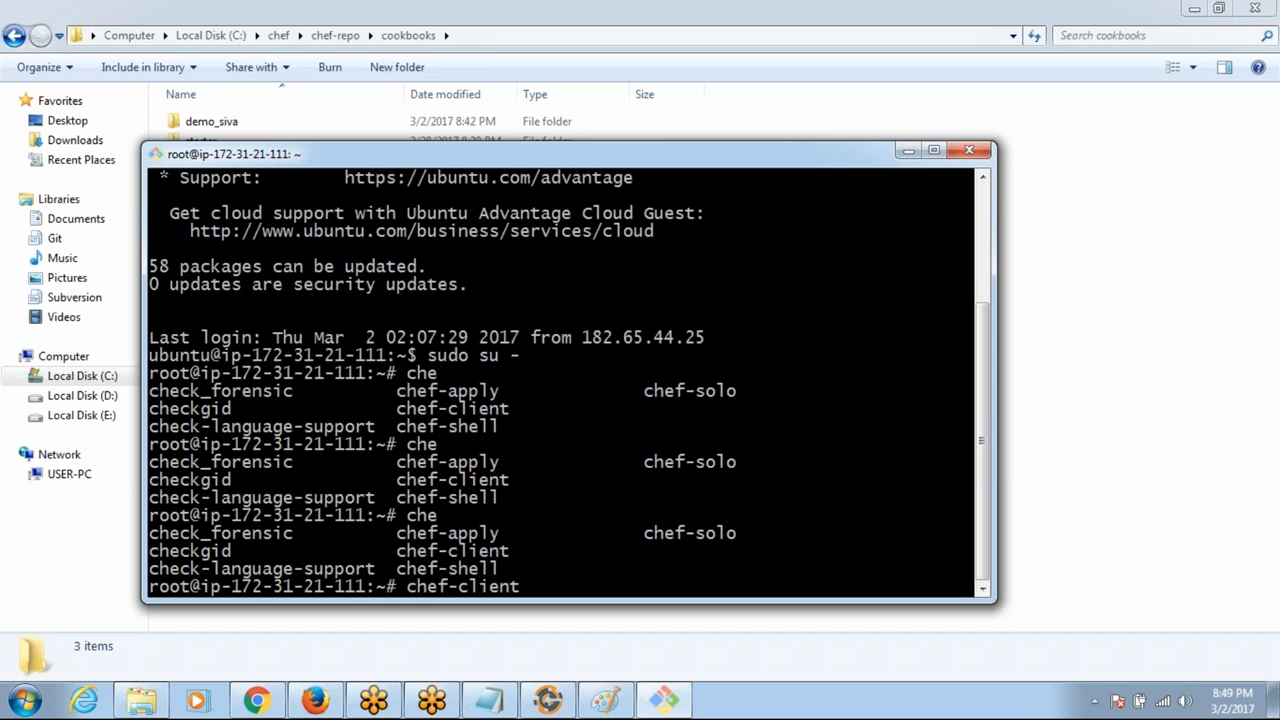 Computer Local Disk (C:) chef chef-repo cookbooks
Search cookbooks
Organize Include in library Share with Burn New folder
Favorites
Desktop
Downloads
Recent Places
Libraries
Documents
Git
Music
Pictures
Subversion
Videos
Computer
Local Disk (C:)
Local Disk (D:)
Local Disk (E:)
Network
USER-PC
Name Date modified Type Size
demo_siva 3/2/2017 8:42 PM File folder
root@ip-172-31-21-111: ~
* Support: https://ubuntu.com/advantage
Get cloud support with Ubuntu Advantage Cloud Guest:
http://www.ubuntu.com/business/services/cloud
58 packages can be updated.
0 updates are security updates.
Last login: Thu Mar 2 02:07:29 2017 from 182.65.44.25
ubuntu@ip-172-31-21-111:~$ sudo su -
root@ip-172-31-21-111:~# che
check_forensic chef-apply chef-solo
checkgid chef-client
check-language-support chef-shell
root@ip-172-31-21-111:~# che
check_forensic chef-apply chef-solo
checkgid chef-client
check-language-support chef-shell
root@ip-172-31-21-111:~# che
check_forensic chef-apply chef-solo
checkgid chef-client
check-language-support chef-shell
root@ip-172-31-21-111:~# chef-client
3 items
8:49 PM
3/2/2017